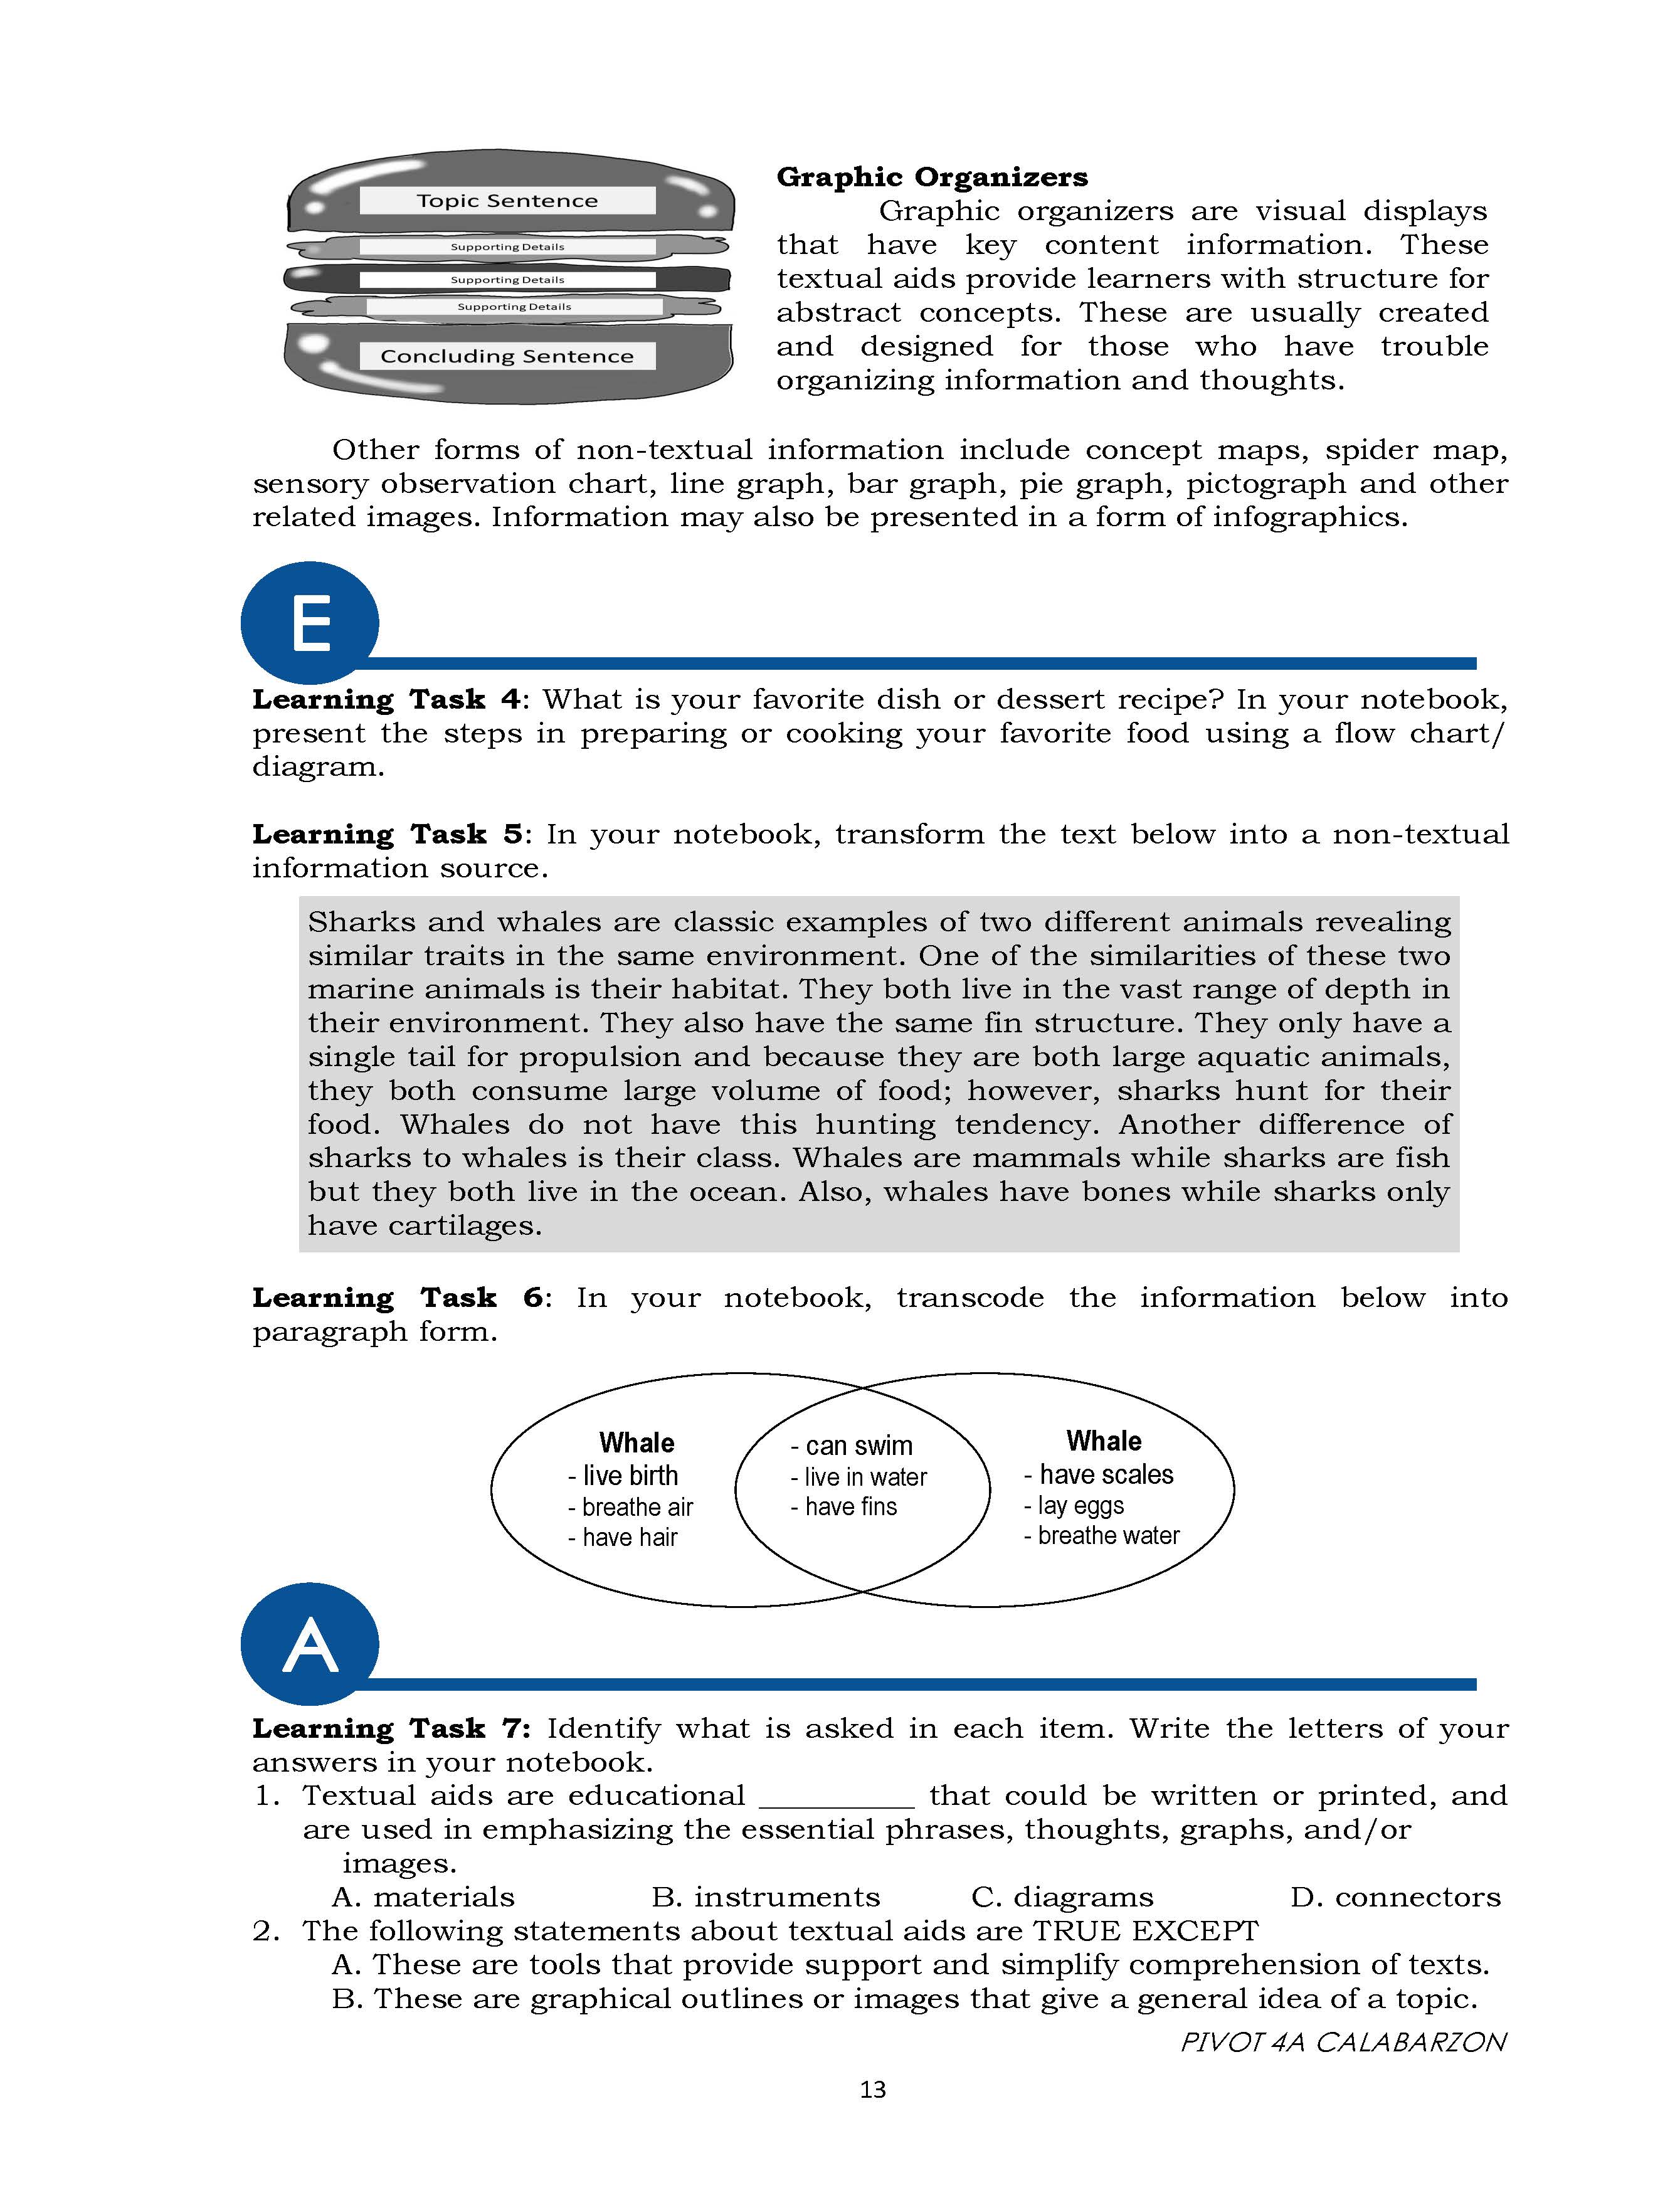 Topic Sentence
Supporting Details
Supporting Details
Supporting Details
Concluding Sentence
Graphic Organizers
Graphic organizers are visual displays
that have key content information. These
textual aids provide learners with structure for
abstract concepts. These are usually created
and designed for those who have trouble
organizing information and thoughts.
Other forms of non-textual information include concept maps, spider map,
sensory observation chart, line graph, bar graph, pie graph, pictograph and other
related images. Information may also be presented in a form of infographics.
E
Learning Task 4: What is your favorite dish or dessert recipe? In your notebook,
present the steps in preparing or cooking your favorite food using a flow chart/
diagram.
Learning Task 5: In your notebook, transform the text below into a non-textual
information source.
Sharks and whales are classic examples of two different animals revealing
similar traits in the same environment. One of the similarities of these two
marine animals is their habitat. They both live in the vast range of depth in
their environment. They also have the same fin structure. They only have a
single tail for propulsion and because they are both large aquatic animals,
they both consume large volume of food; however, sharks hunt for their
food. Whales do not have this hunting tendency. Another difference of
sharks to whales is their class. Whales are mammals while sharks are fish
but they both live in the ocean. Also, whales have bones while sharks only
have cartilages.
Learning Task 6: In your notebook, transcode the information below into
paragraph form.
Whale
- live birth
- breathe air
- have hair
- can swim
- live in water
- have fins
Whale
- have scales
- lay eggs
- breathe water
A
Learning Task 7: Identify what is asked in each item. Write the letters of your
answers in your notebook.
1. Textual aids are educational __________ that could be written or printed, and
are used in emphasizing the essential phrases, thoughts, graphs, and/or
images.
A. materials B. instruments C. diagrams D. connectors
2. The following statements about textual aids are TRUE EXCEPT
A. These are tools that provide support and simplify comprehension of texts.
B. These are graphical outlines or images that give a general idea of a topic.
PIVOT 4A CALABARZON
13